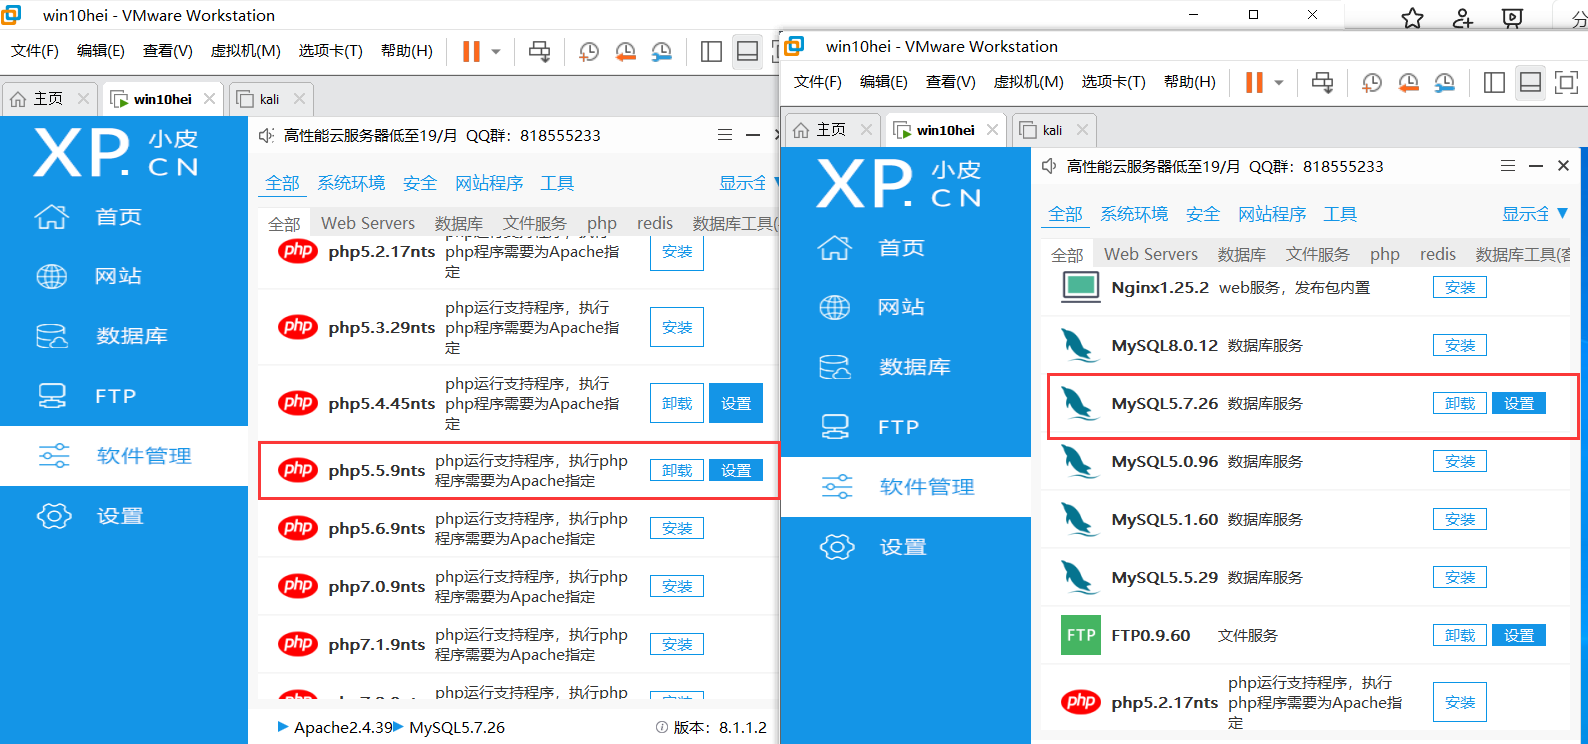 win10hei - VMware Workstation
文件(F) 编辑(E) 查看(V) 虚拟机(M) 选项卡(T) 帮助(H)
主页 win10hei kali
XP.CN 小皮
首页
网站
数据库
FTP
软件管理
设置
高性能云服务器低至19/月 QQ群：818555233
全部 系统环境 安全 网站程序 工具 显示全
全部 Web Servers 数据库 文件服务 php redis 数据库工具(
php5.2.17nts php程序需要为Apache指定 安装
php5.3.29nts php运行支持程序，执行php程序需要为Apache指定 安装
php5.4.45nts php运行支持程序，执行php程序需要为Apache指定 卸载 设置
php5.5.9nts php运行支持程序，执行php程序需要为Apache指定 卸载 设置
php5.6.9nts php运行支持程序，执行php程序需要为Apache指定 安装
php7.0.9nts php运行支持程序，执行php程序需要为Apache指定 安装
php7.1.9nts php运行支持程序，执行php程序需要为Apache指定 安装
php运行支持程序，执行php
Apache2.4.39 MySQL5.7.26 版本：8.1.1.2
分
win10hei - VMware Workstation
文件(F) 编辑(E) 查看(V) 虚拟机(M) 选项卡(T) 帮助(H)
主页 win10hei kali
XP.CN 小皮
首页
网站
数据库
FTP
软件管理
设置
高性能云服务器低至19/月 QQ群：818555233
全部 系统环境 安全 网站程序 工具 显示全
全部 Web Servers 数据库 文件服务 php redis 数据库工具(客
Nginx1.25.2 web服务，发布包内置 安装
MySQL8.0.12 数据库服务 安装
MySQL5.7.26 数据库服务 卸载 设置
MySQL5.0.96 数据库服务 安装
MySQL5.1.60 数据库服务 安装
MySQL5.5.29 数据库服务 安装
FTP FTP0.9.60 文件服务 卸载 设置
php5.2.17nts php运行支持程序，执行php程序需要为Apache指定 安装